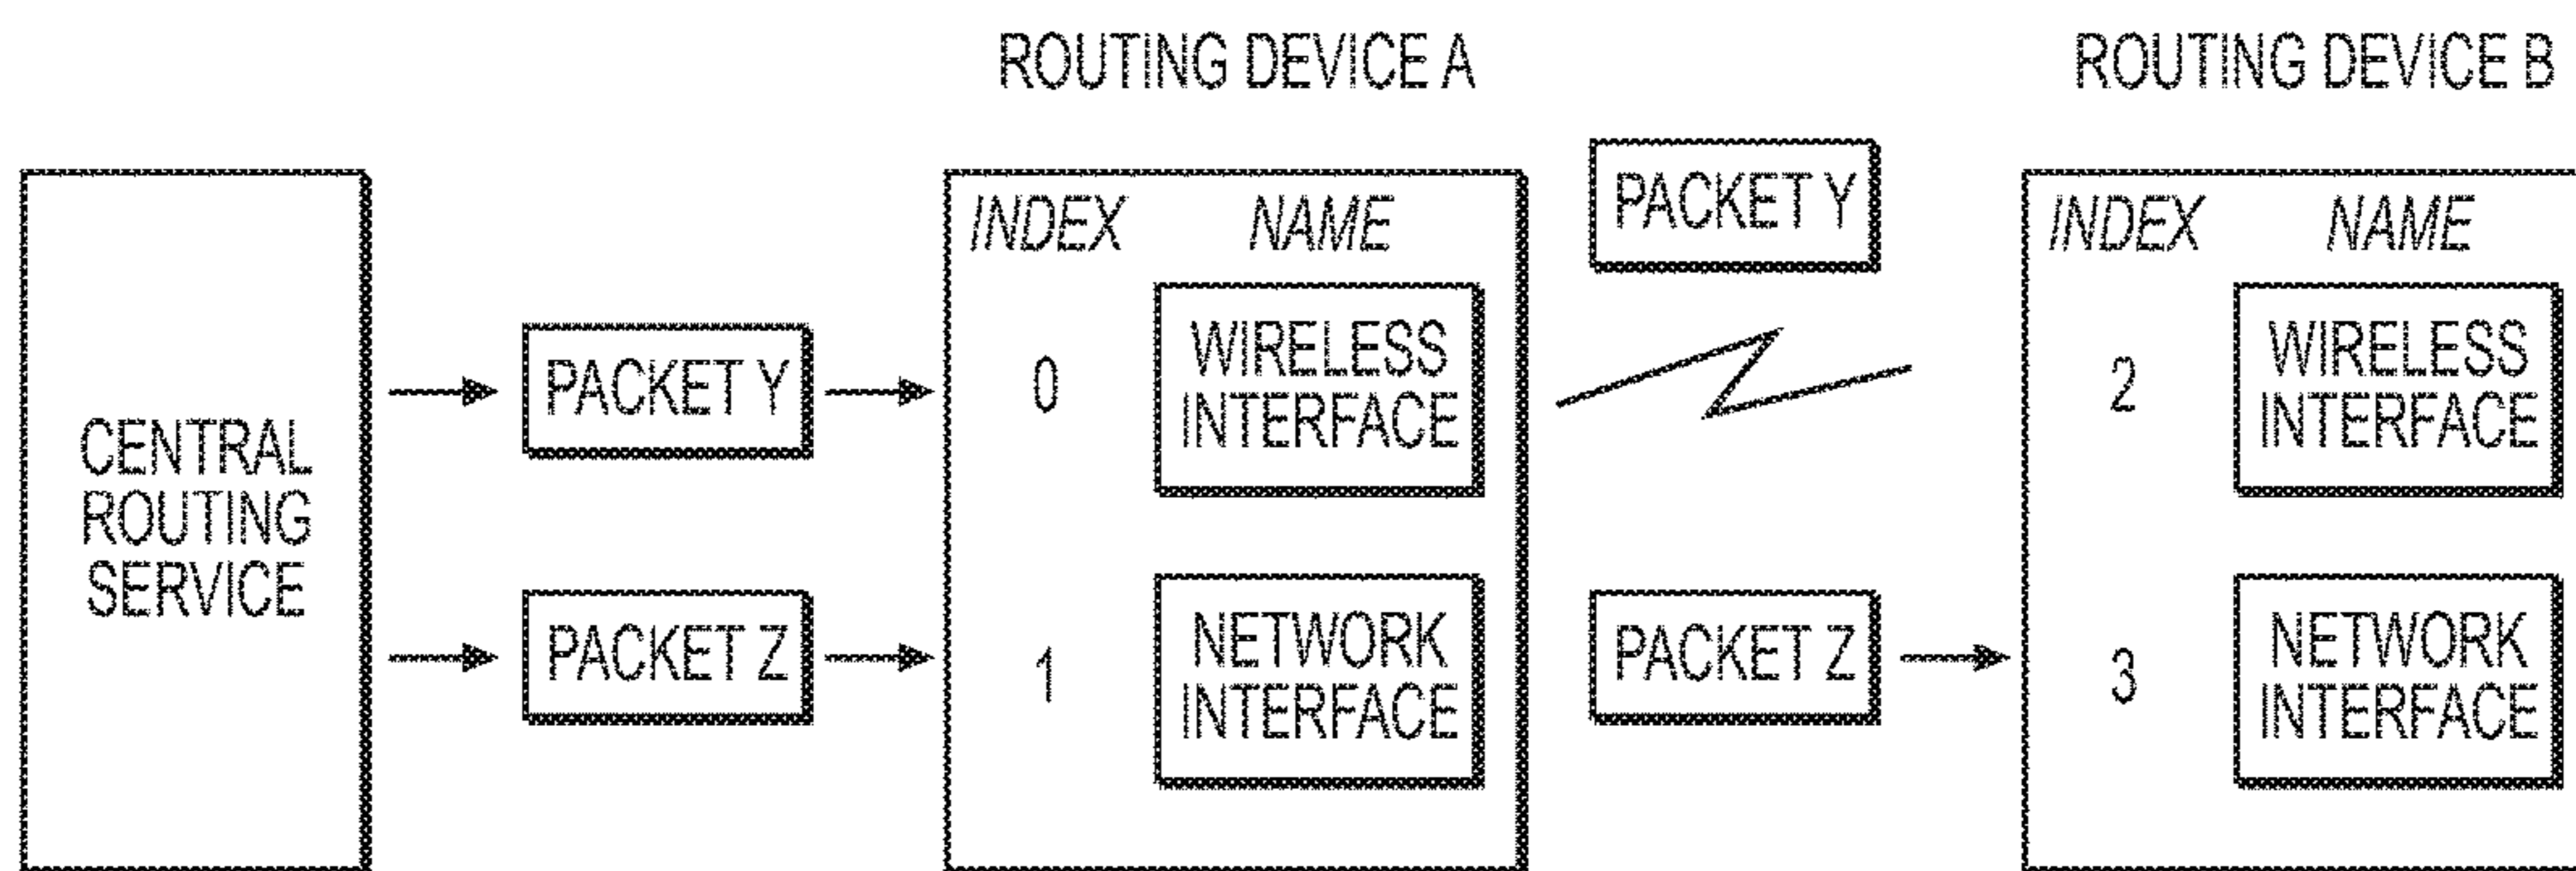 ROUTING DEVICE A
ROUTING DEVICE B
CENTRAL
ROUTING
SERVICE
PACKET Y
PACKET Z
INDEX NAME
0
WIRELESS
INTERFACE
1
NETWORK
INTERFACE
PACKET Y
PACKET Z
INDEX NAME
2
WIRELESS
INTERFACE
3
NETWORK
INTERFACE